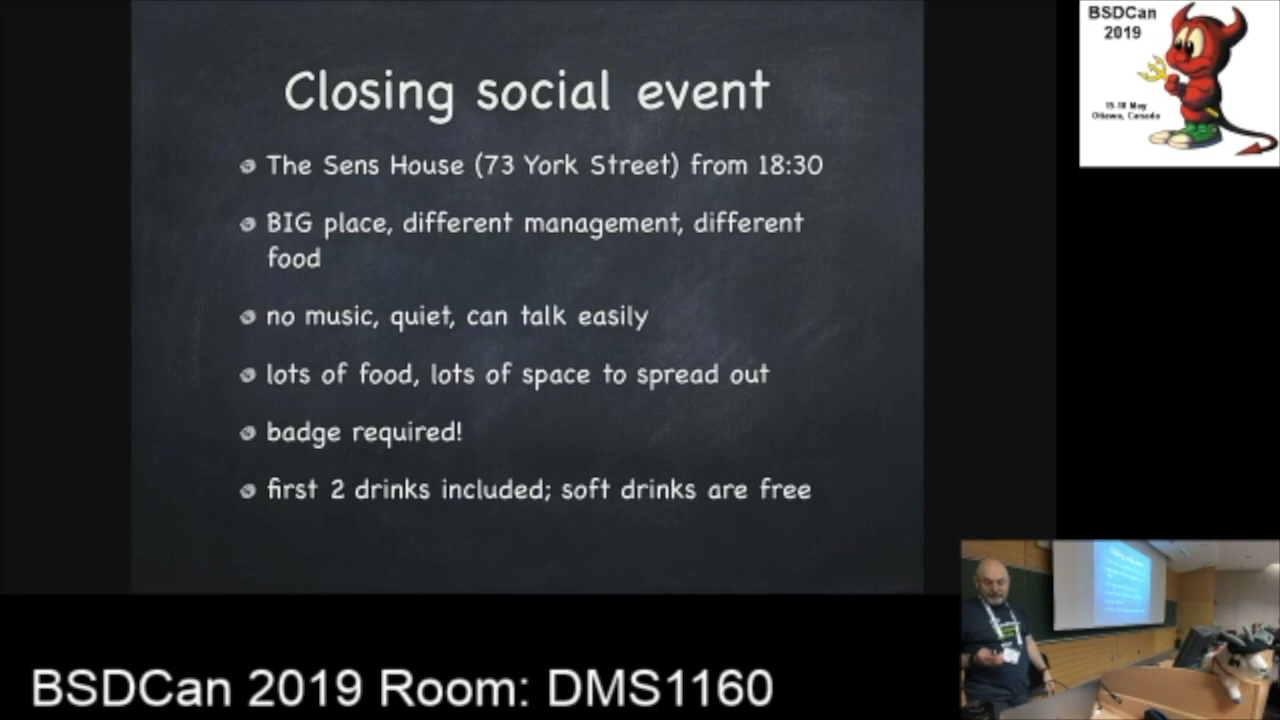 Closing social event
The Sens House (73 York Street) from 18:30
BIG place, different management, different
food
no music, quiet, can talk easily
lots of food, lots of space to spread out
badge required!
first 2 drinks included; soft drinks are free
BSDCan
2019
15-18 May
Ottawa, Canada
BSDCan 2019 Room: DMS1160